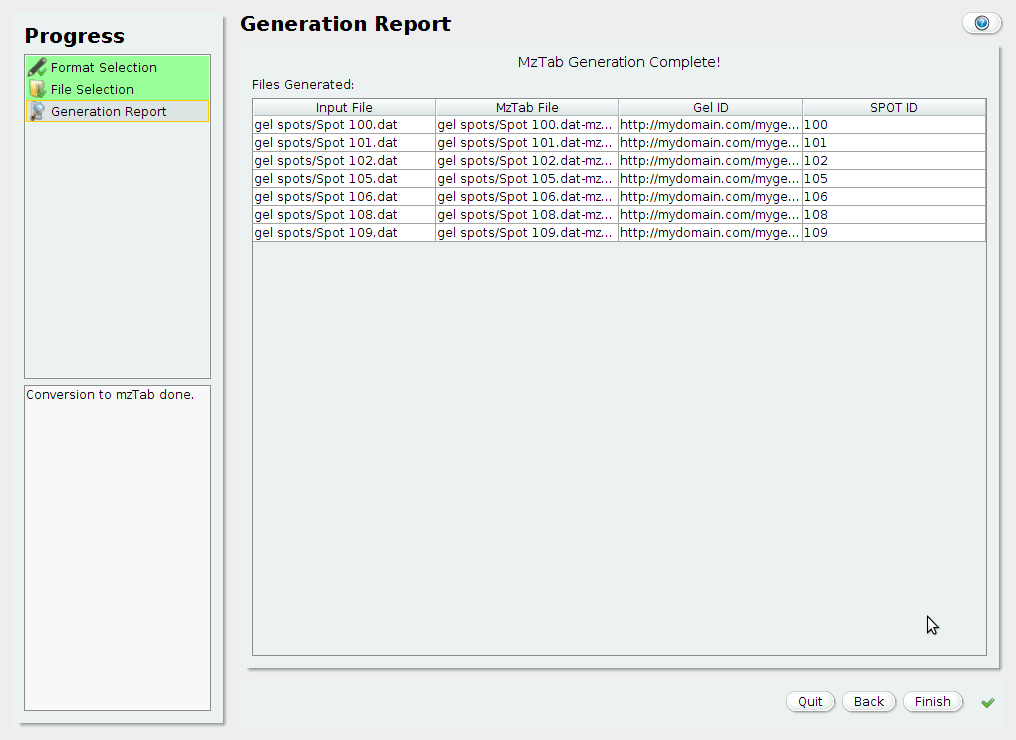 Progress
Format Selection
File Selection
Generation Report
Conversion to mzTab done.
Generation Report
MzTab Generation Complete!
Files Generated:
Input File MzTab File Gel ID SPOT ID
gel spots/Spot 100.dat gel spots/Spot 100.dat-mz... http://mydomain.com/myge... 100
gel spots/Spot 101.dat gel spots/Spot 101.dat-mz... http://mydomain.com/myge... 101
gel spots/Spot 102.dat gel spots/Spot 102.dat-mz... http://mydomain.com/myge... 102
gel spots/Spot 105.dat gel spots/Spot 105.dat-mz... http://mydomain.com/myge... 105
gel spots/Spot 106.dat gel spots/Spot 106.dat-mz... http://mydomain.com/myge... 106
gel spots/Spot 108.dat gel spots/Spot 108.dat-mz... http://mydomain.com/myge... 108
gel spots/Spot 109.dat gel spots/Spot 109.dat-mz... http://mydomain.com/myge... 109
Quit Back Finish